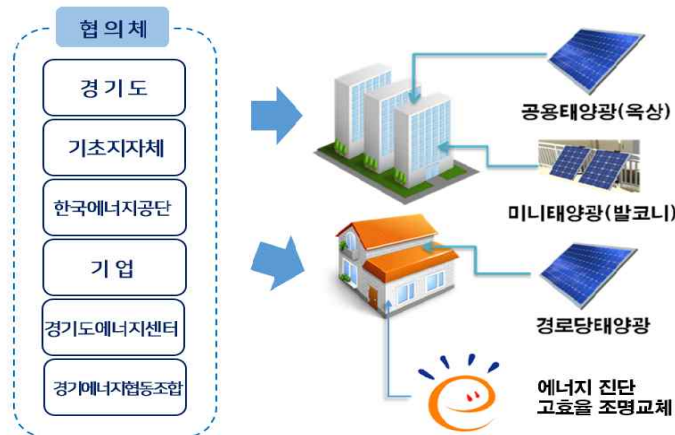 협의체
경기도
기초지자체
한국에너지공단
기업
경기도에너지센터
경기에너지협동조합
공용태양광(옥상)
미니태양광(발코니)
경로당태양광
에너지 진단
고효율 조명교체